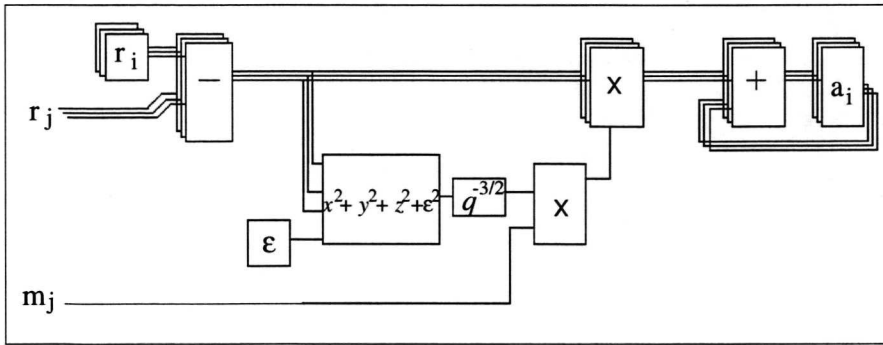 r_i
−
x
+
a_i
r_j
x²+ y²+ z²+ε²
q^-3/2
x
ε
m_j